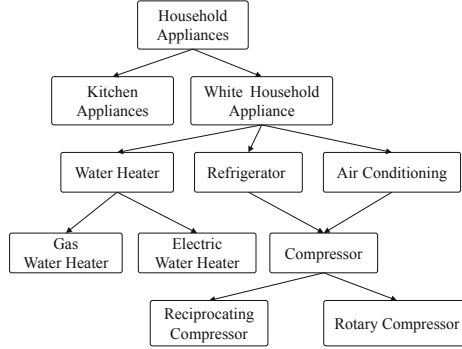 Household
Appliances
Kitchen
Appliances
White Household
Appliance
Water Heater
Refrigerator
Air Conditioning
Gas
Water Heater
Electric
Water Heater
Compressor
Reciprocating
Compressor
Rotary Compressor